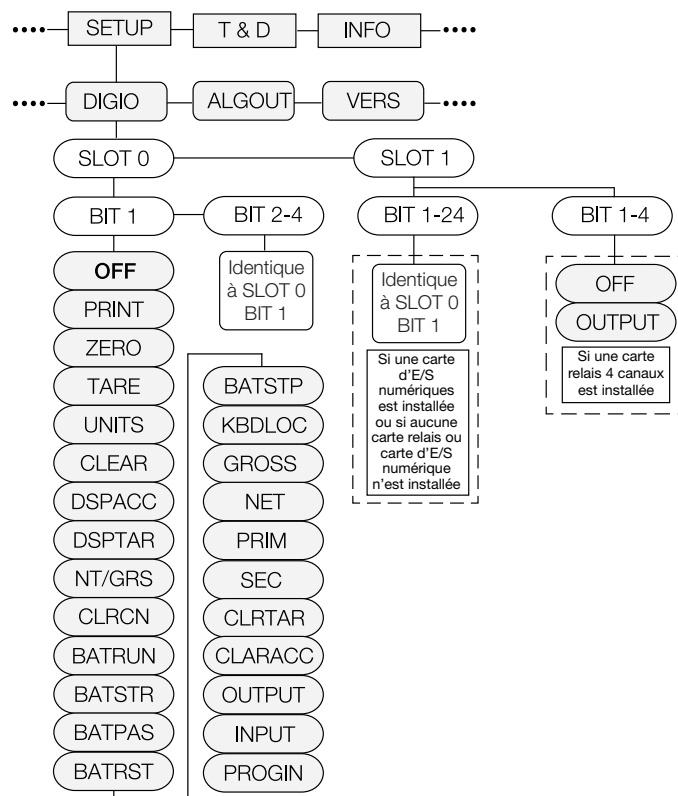 •••• SETUP T & D INFO ••••
•••• DIGIO ALGOUT VERS ••••
SLOT 0 SLOT 1
BIT 1 BIT 2-4 BIT 1-24 BIT 1-4
OFF
PRINT
ZERO
TARE
UNITS
CLEAR
DSPACC
DSPTAR
NT/GRS
CLRCN
BATRUN
BATSTR
BATPAS
BATRST
Identique
à SLOT 0
BIT 1
BATSTP
KBDLOC
GROSS
NET
PRIM
SEC
CLRTAR
CLARACC
OUTPUT
INPUT
PROGIN
Identique
à SLOT 0
BIT 1
Si une carte
d'E/S
numériques
est installée
ou si aucune
carte relais ou
carte d'E/S
numérique
n'est installée
OFF
OUTPUT
Si une carte
relais 4 canaux
est installée